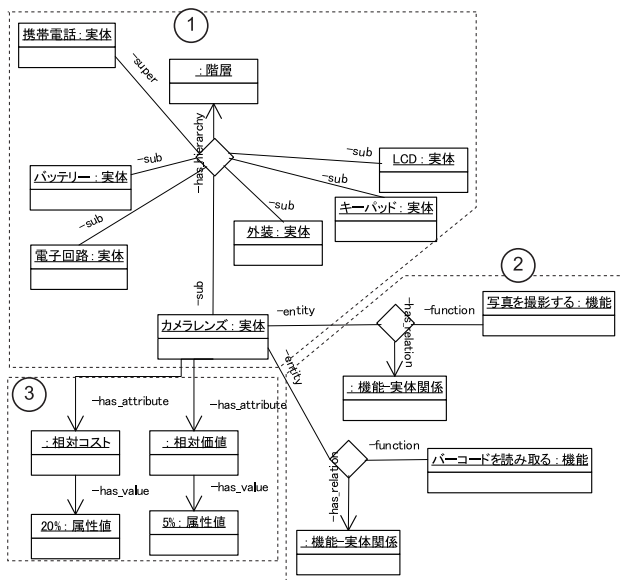 ①
携帯電話：実体
-super
：階層
-has_hierarchy
-sub
LCD：実体
-sub
バッテリー：実体
-sub
キーパッド：実体
-sub
電子回路：実体
-sub
外装：実体
-sub
カメラレンズ：実体
②
-entity
-has_relation
-function
写真を撮影する：機能
：機能-実体関係
-entity
-has_relation
-function
バーコードを読み取る：機能
：機能-実体関係
③
-has_attribute
-has_attribute
：相対コスト
：相対価値
-has_value
-has_value
20%：属性値
5%：属性値